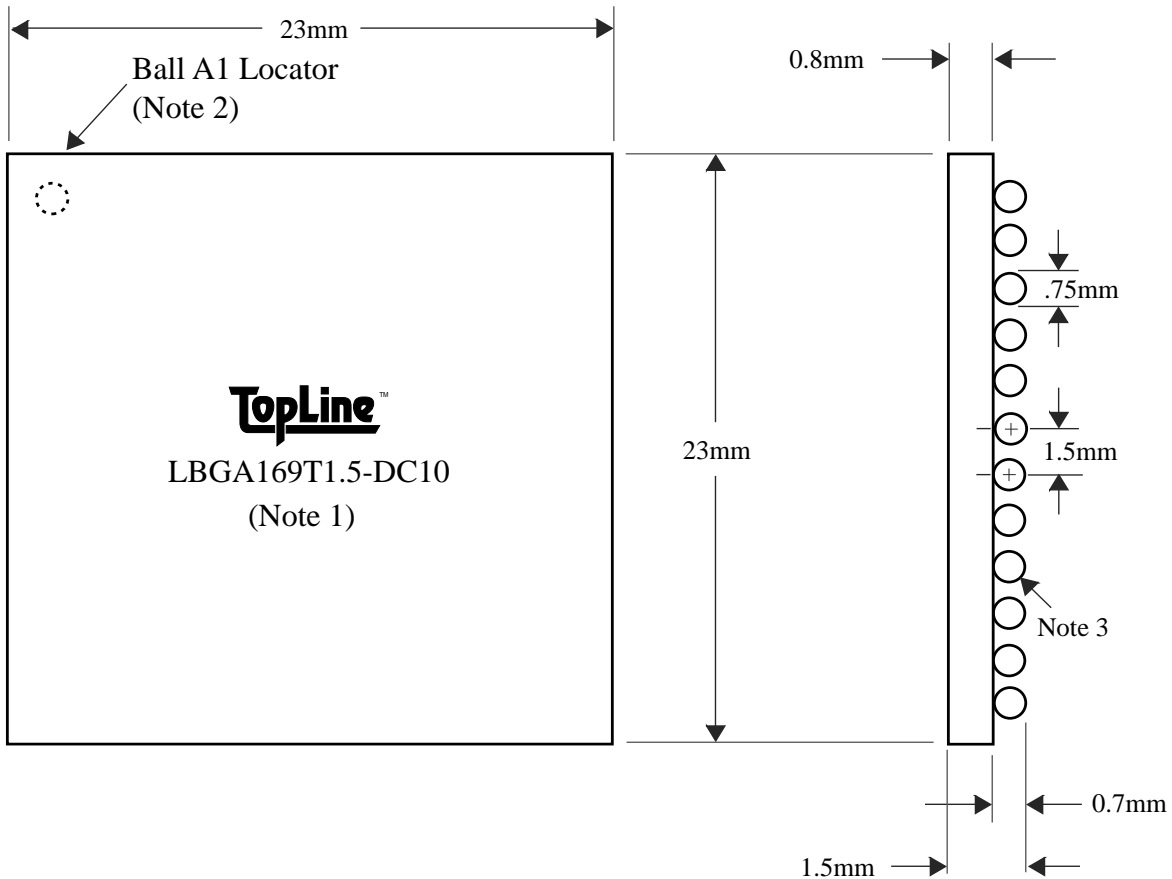 23mm
Ball A1 Locator
(Note 2)
0.8mm
.75mm
TopLine™
LBGA169T1.5-DC10
(Note 1)
23mm
1.5mm
Note 3
0.7mm
1.5mm